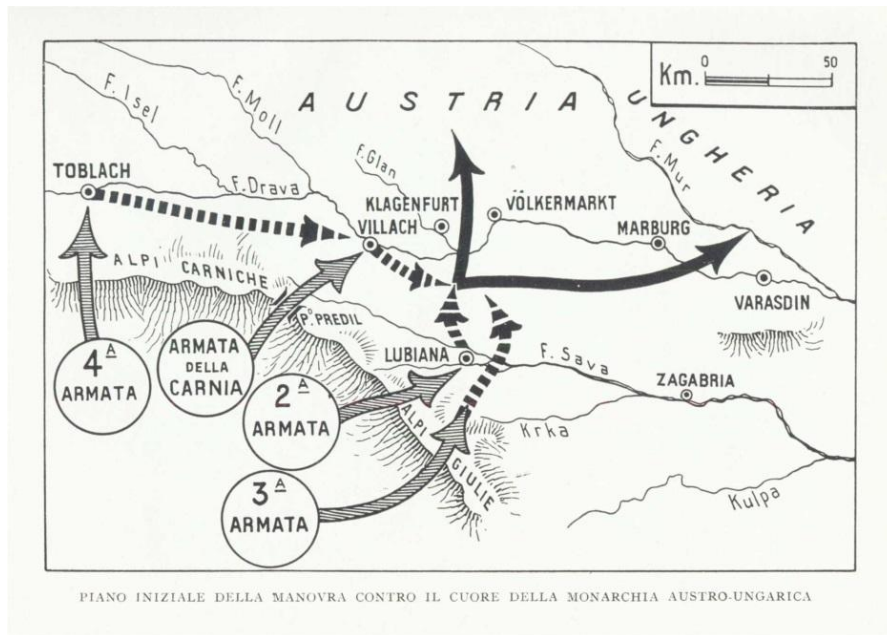 Km. 0 50
AUSTRIA
UNGHERIA
F. Isel
F. Moll
F. Glan
F. Mur
TOBLACH
F. Drava
KLAGENFURT
VÖLKERMARKT
VILLACH
MARBURG
ALPI CARNICHE
VARASDIN
Pº PREDIL
LUBIANA
F. Sava
ZAGABRIA
4A
ARMATA
ARMATA
DELLA
CARNIA
2A
ARMATA
ALPI GIULIE
Krka
3A
ARMATA
Kulpa
PIANO INIZIALE DELLA MANOVRA CONTRO IL CUORE DELLA MONARCHIA AUSTRO-UNGARICA